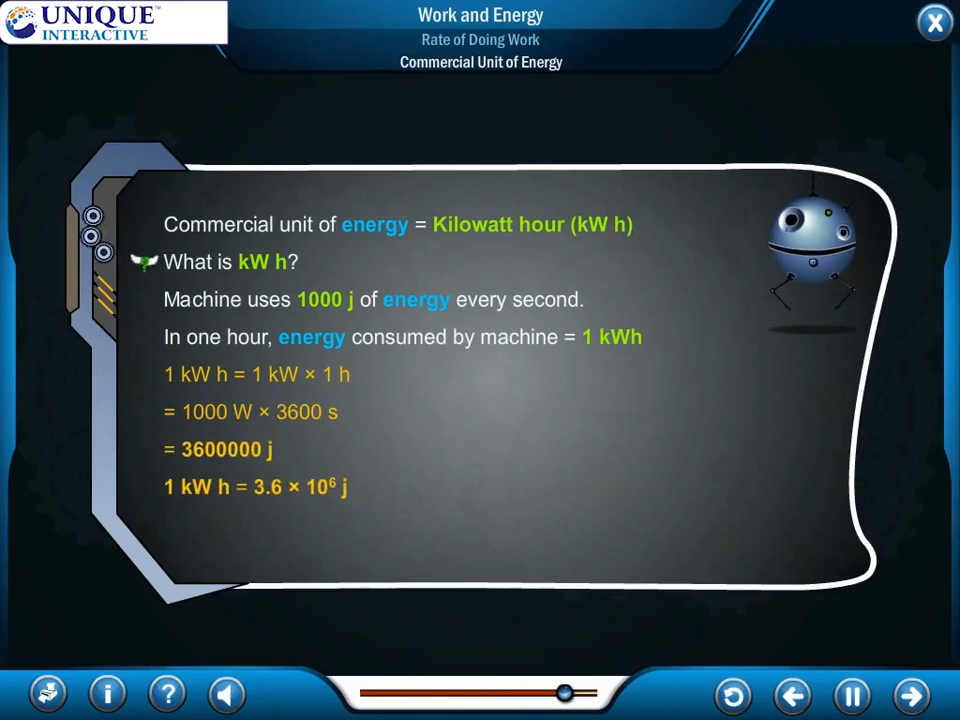 UNIQUE™
INTERACTIVE
Work and Energy
Rate of Doing Work
Commercial Unit of Energy
X
Commercial unit of energy = Kilowatt hour (kW h)
? What is kW h?
Machine uses 1000 j of energy every second.
In one hour, energy consumed by machine = 1 kWh
1 kW h = 1 kW × 1 h
= 1000 W × 3600 s
= 3600000 j
1 kW h = 3.6 × 10⁶ j
i ?